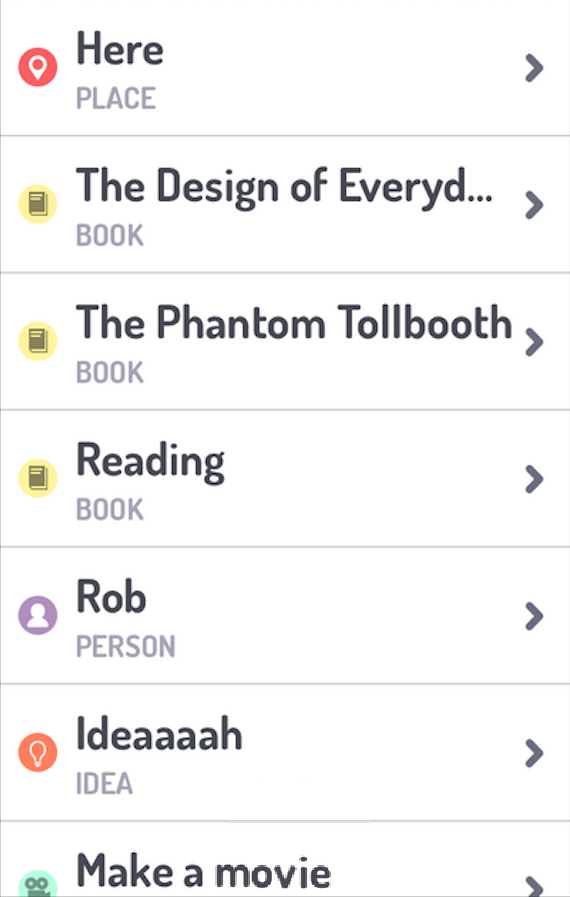 Here
PLACE
The Design of Everyd...
BOOK
The Phantom Tollbooth
BOOK
Reading
BOOK
Rob
PERSON
Ideaaaah
IDEA
Make a movie